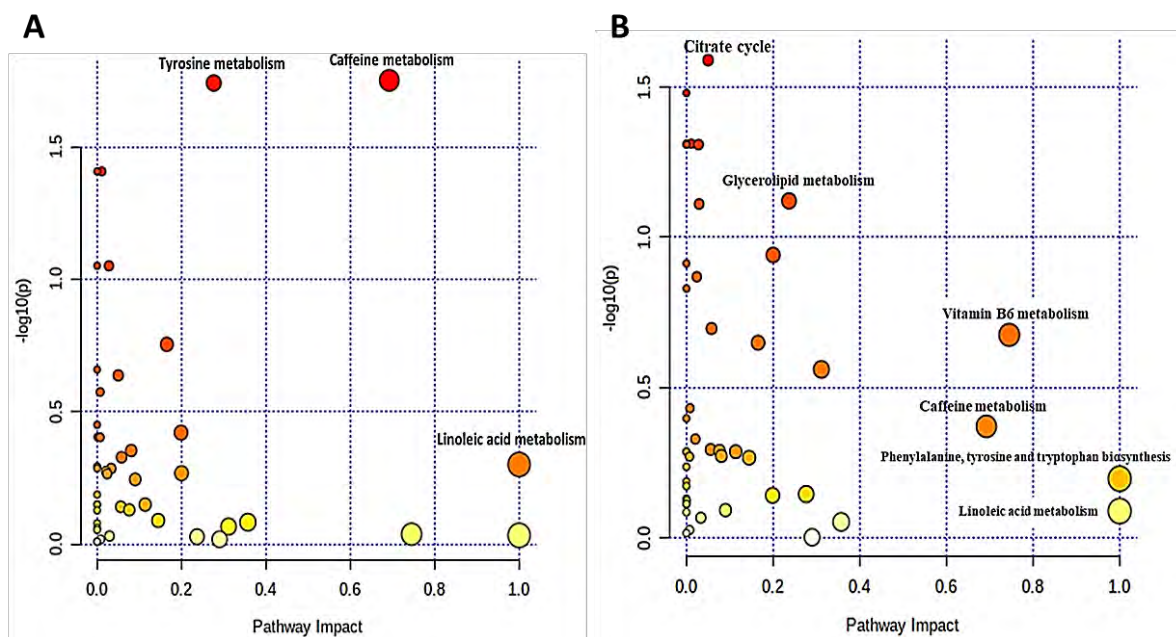 A
Tyrosine metabolism
Caffeine metabolism
Linoleic acid metabolism
-log10(p)
1.5
1.0
0.5
0.0
0.0 0.2 0.4 0.6 0.8 1.0
Pathway Impact
B
Citrate cycle
Glycerolipid metabolism
Vitamin B6 metabolism
Caffeine metabolism
Phenylalanine, tyrosine and tryptophan biosynthesis
Linoleic acid metabolism
-log10(p)
1.5
1.0
0.5
0.0
0.0 0.2 0.4 0.6 0.8 1.0
Pathway Impact